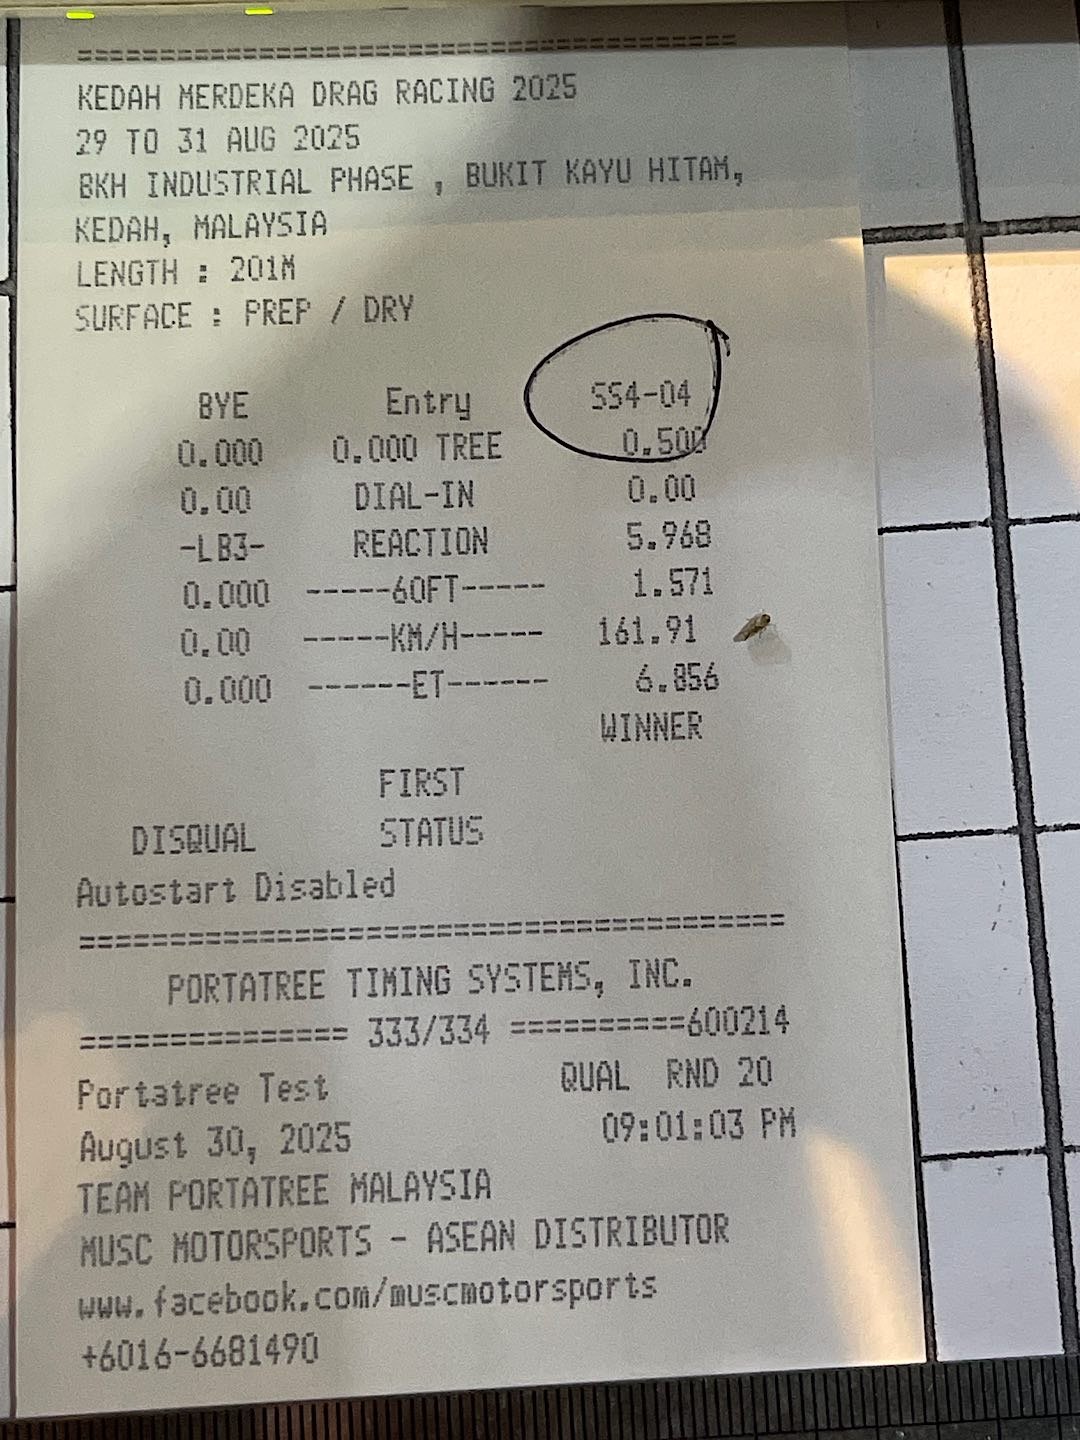 =====================================
KEDAH MERDEKA DRAG RACING 2025
29 TO 31 AUG 2025
BKH INDUSTRIAL PHASE , BUKIT KAYU HITAM,
KEDAH, MALAYSIA
LENGTH : 201M
SURFACE : PREP / DRY
BYE Entry SS4-04
0.000 0.000 TREE 0.500
0.00 DIAL-IN 0.00
-LB3- REACTION 5.968
0.000 -----60FT----- 1.571
0.00 -----KM/H----- 161.91
0.000 ------ET------ 6.856
WINNER
FIRST
DISQUAL STATUS
Autostart Disabled
=======================================
PORTATREE TIMING SYSTEMS, INC.
=============== 333/334 ==========600214
Portatree Test QUAL RND 20
August 30, 2025 09:01:03 PM
TEAM PORTATREE MALAYSIA
MUSC MOTORSPORTS - ASEAN DISTRIBUTOR
www.facebook.com/muscmotorsports
+6016-6681490